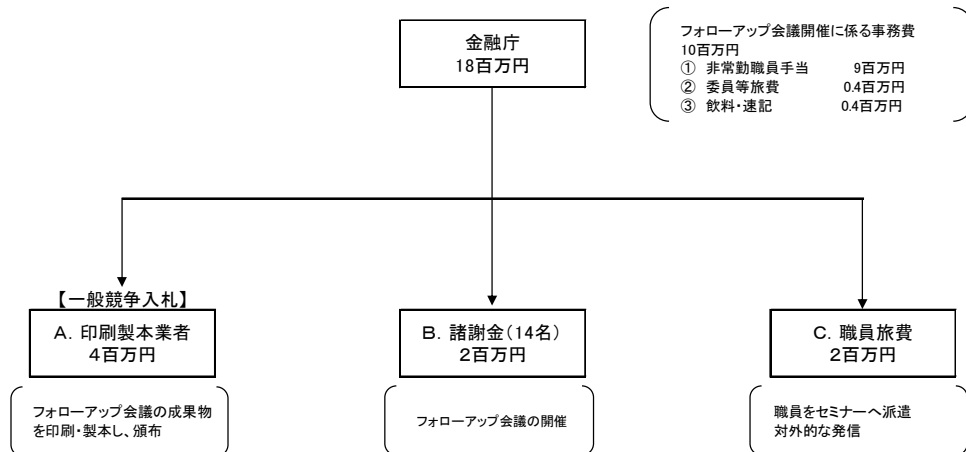 金融庁
18百万円
フォローアップ会議開催に係る事務費
10百万円
① 非常勤職員手当 9百万円
② 委員等旅費 0.4百万円
③ 飲料・速記 0.4百万円
【一般競争入札】
A. 印刷製本業者
4百万円
B. 諸謝金(14名)
2百万円
C. 職員旅費
2百万円
フォローアップ会議の成果物
を印刷・製本し、頒布
フォローアップ会議の開催
職員をセミナーへ派遣
対外的な発信